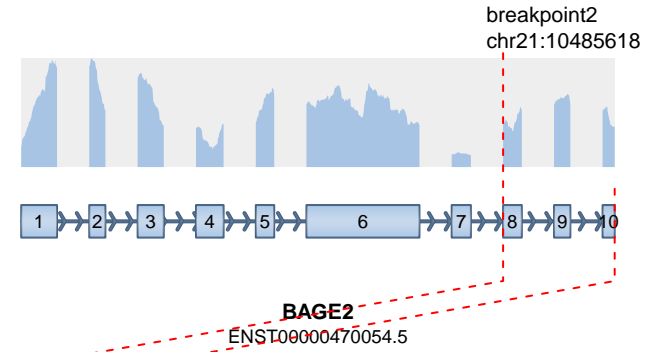 breakpoint2
chr21:10485618
1 2 3 4 5 6 7 8 9 10
BAGE2
ENST00000470054.5